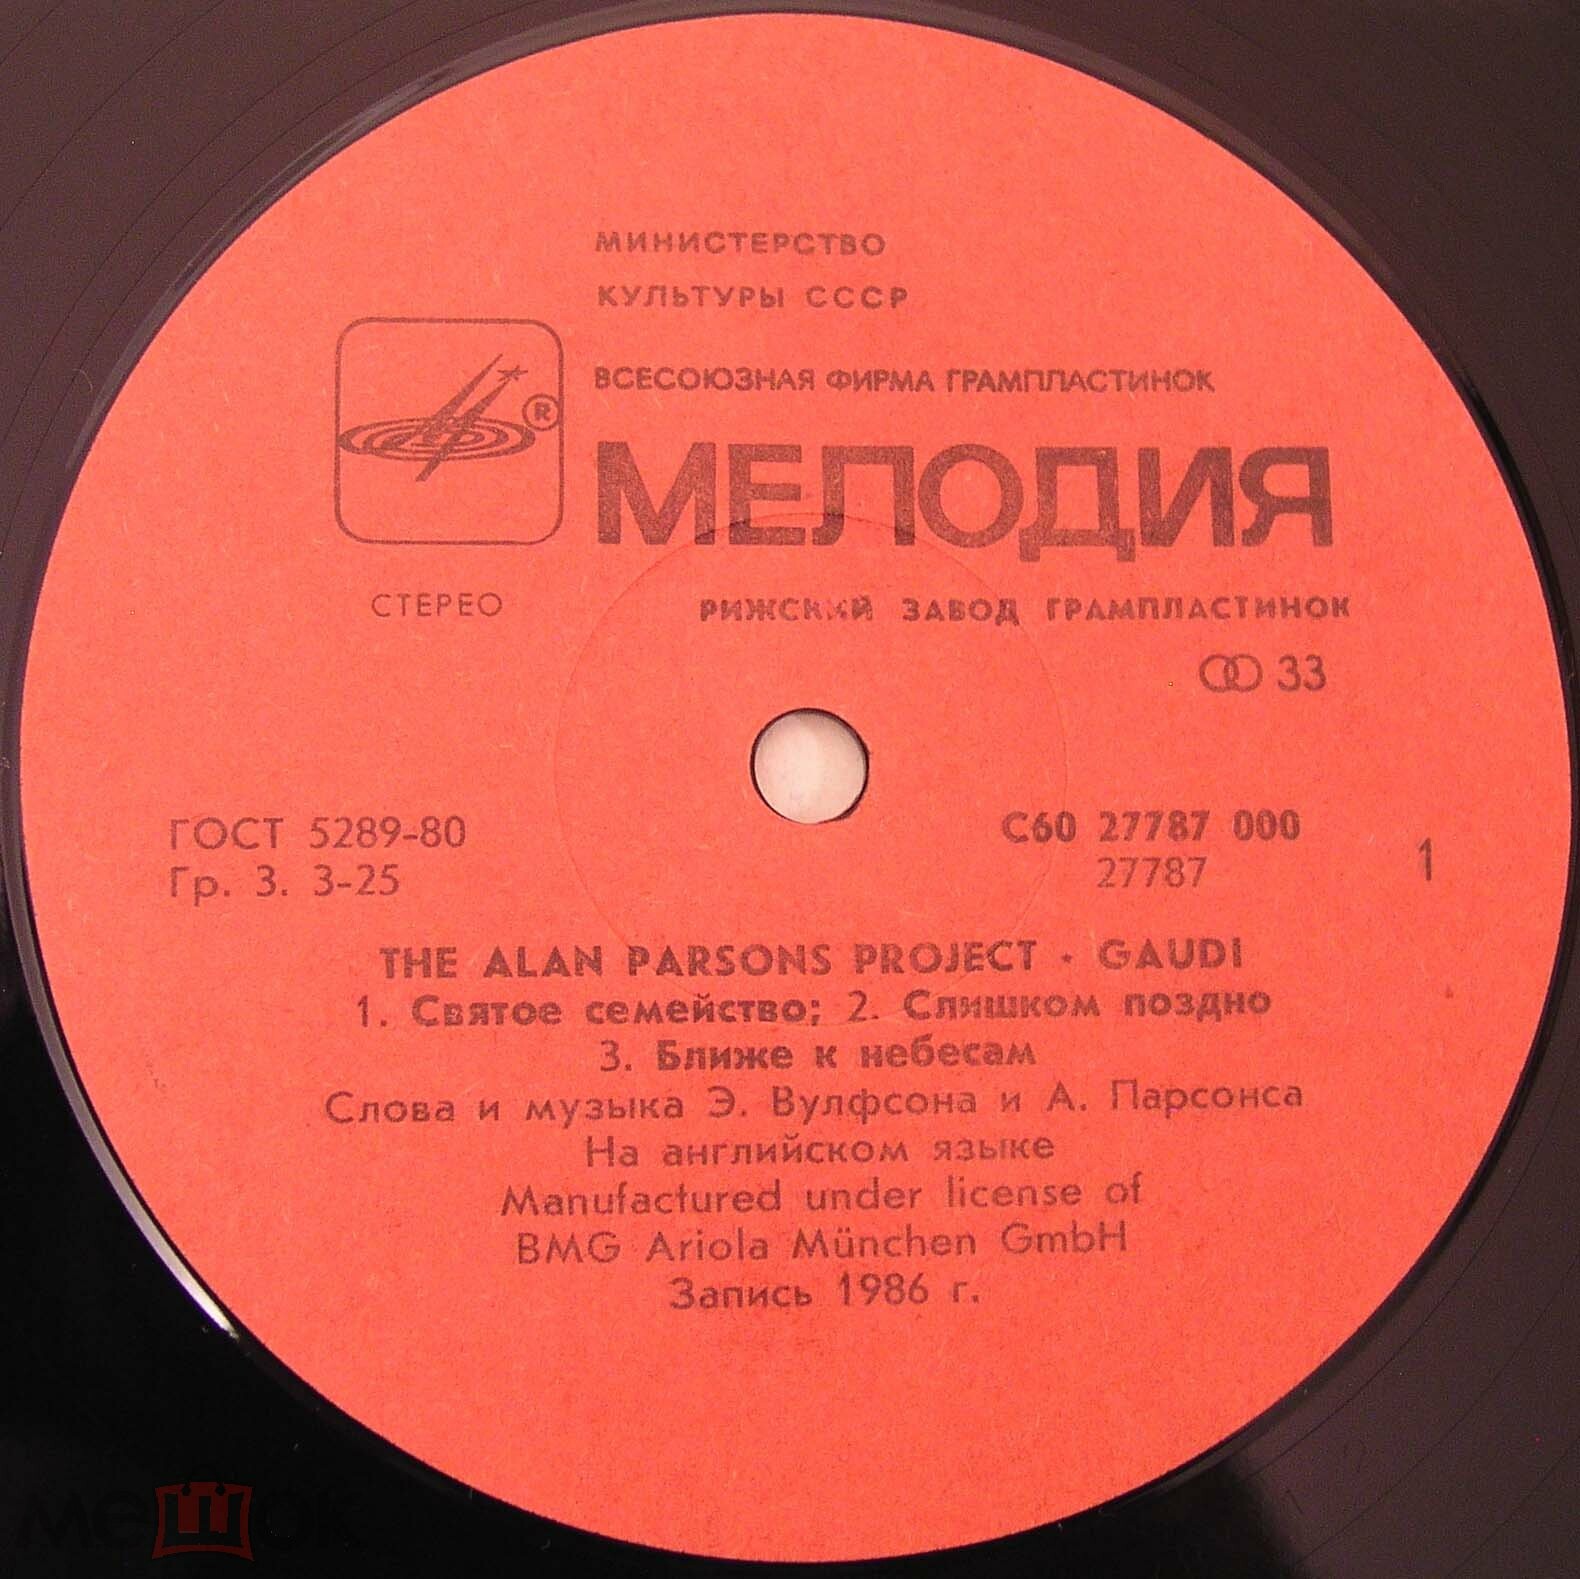 МИНИСТЕРСТВО
КУЛЬТУРЫ СССР
ВСЕСОЮЗНАЯ ФИРМА ГРАМПЛАСТИНОК
®
МЕЛОДИЯ
СТЕРЕО
РИЖСКИЙ ЗАВОД ГРАМПЛАСТИНОК
33
ГОСТ 5289-80
Гр. 3. 3-25
С60 27787 000
27787
1
THE ALAN PARSONS PROJECT · GAUDI
1. Святое семейство; 2. Слишком поздно
3. Ближе к небесам
Слова и музыка Э. Вулфсона и А. Парсонса
На английском языке
Manufactured under license of
BMG Ariola München GmbH
Запись 1986 г.
мешок